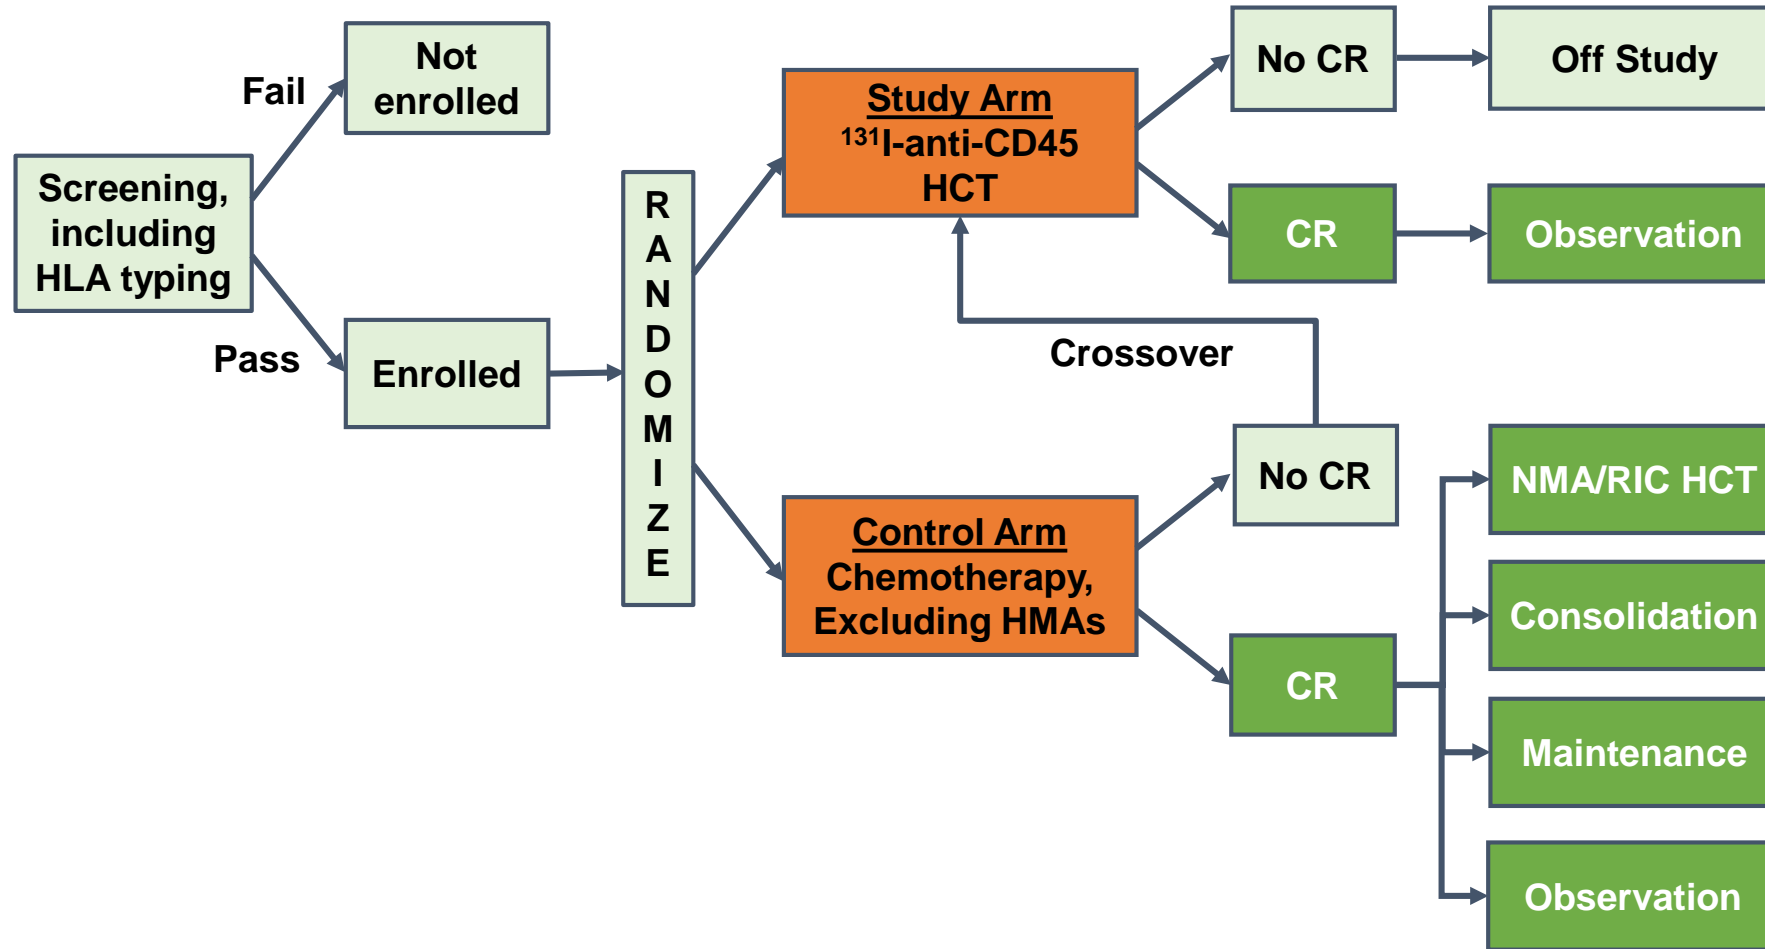 Screening,
including
HLA typing
Fail
Not
enrolled
Pass
Enrolled
R
A
N
D
O
M
I
Z
E
Study Arm
¹³¹I-anti-CD45
HCT
No CR
Off Study
CR
Observation
Crossover
Control Arm
Chemotherapy,
Excluding HMAs
No CR
CR
NMA/RIC HCT
Consolidation
Maintenance
Observation